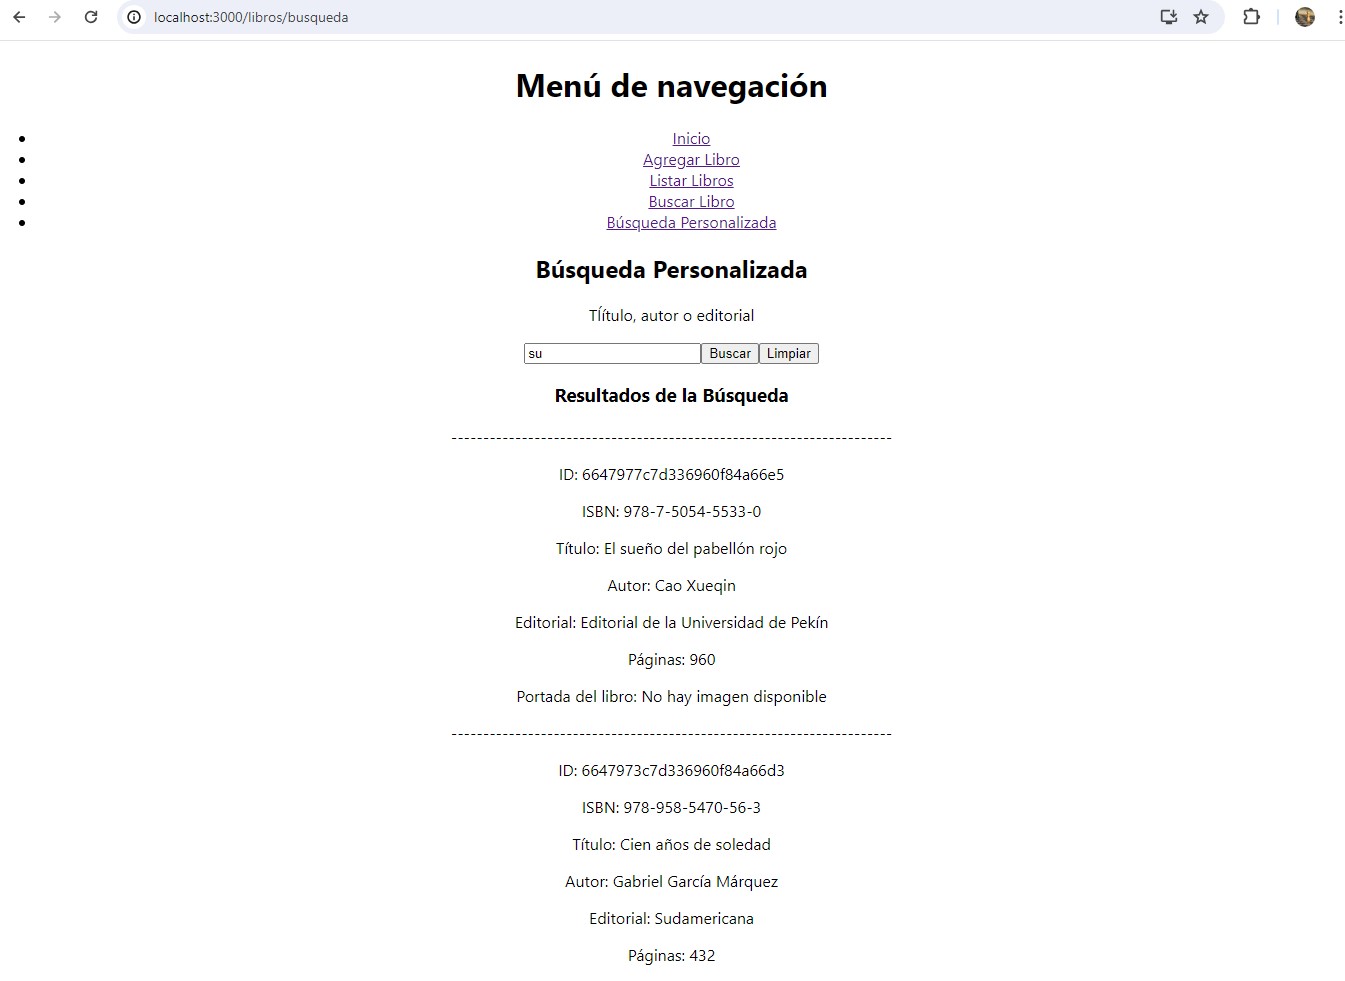 localhost:3000/libros/busqueda
Menú de navegación
Inicio
Agregar Libro
Listar Libros
Buscar Libro
Búsqueda Personalizada
Búsqueda Personalizada
TÍítulo, autor o editorial
su Buscar Limpiar
Resultados de la Búsqueda
---------------------------------------------------------------------
ID: 6647977c7d336960f84a66e5
ISBN: 978-7-5054-5533-0
Título: El sueño del pabellón rojo
Autor: Cao Xueqin
Editorial: Editorial de la Universidad de Pekín
Páginas: 960
Portada del libro: No hay imagen disponible
---------------------------------------------------------------------
ID: 6647973c7d336960f84a66d3
ISBN: 978-958-5470-56-3
Título: Cien años de soledad
Autor: Gabriel García Márquez
Editorial: Sudamericana
Páginas: 432